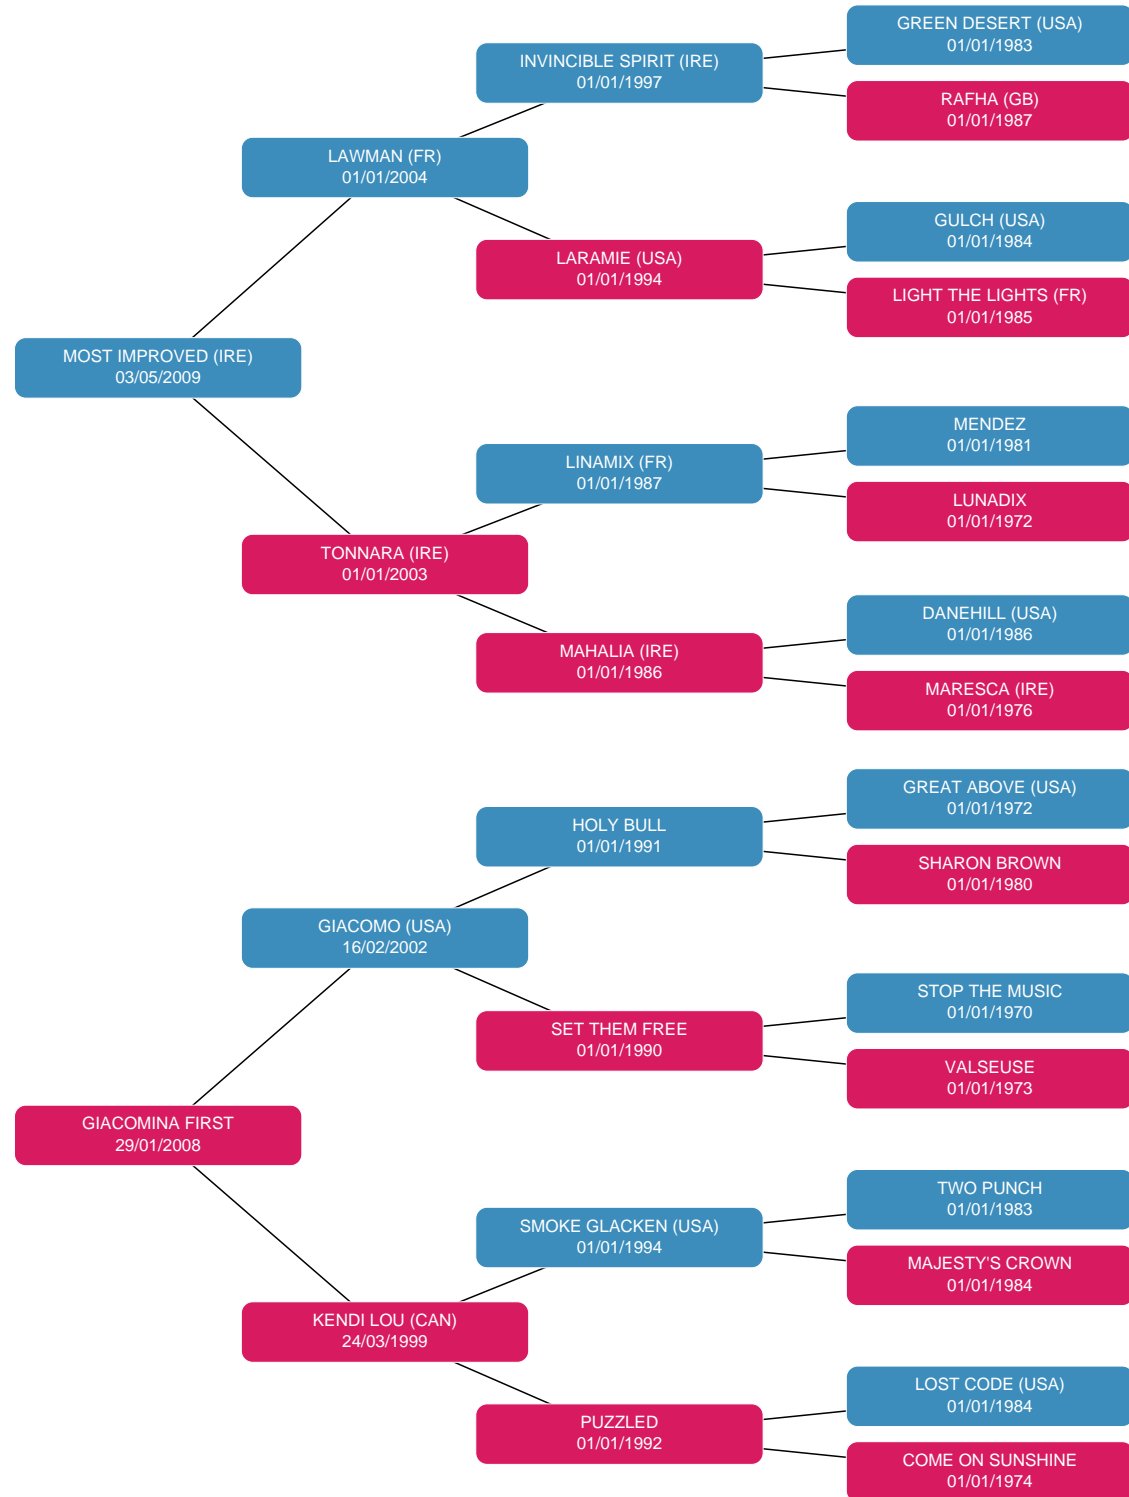 GREEN DESERT (USA)
01/01/1983
INVINCIBLE SPIRIT (IRE)
01/01/1997
RAFHA (GB)
01/01/1987
LAWMAN (FR)
01/01/2004
GULCH (USA)
01/01/1984
LARAMIE (USA)
01/01/1994
LIGHT THE LIGHTS (FR)
01/01/1985
MOST IMPROVED (IRE)
03/05/2009
MENDEZ
01/01/1981
LINAMIX (FR)
01/01/1987
LUNADIX
01/01/1972
TONNARA (IRE)
01/01/2003
DANEHILL (USA)
01/01/1986
MAHALIA (IRE)
01/01/1986
MARESCA (IRE)
01/01/1976
GREAT ABOVE (USA)
01/01/1972
HOLY BULL
01/01/1991
SHARON BROWN
01/01/1980
GIACOMO (USA)
16/02/2002
STOP THE MUSIC
01/01/1970
SET THEM FREE
01/01/1990
VALSEUSE
01/01/1973
GIACOMINA FIRST
29/01/2008
TWO PUNCH
01/01/1983
SMOKE GLACKEN (USA)
01/01/1994
MAJESTY'S CROWN
01/01/1984
KENDI LOU (CAN)
24/03/1999
LOST CODE (USA)
01/01/1984
PUZZLED
01/01/1992
COME ON SUNSHINE
01/01/1974